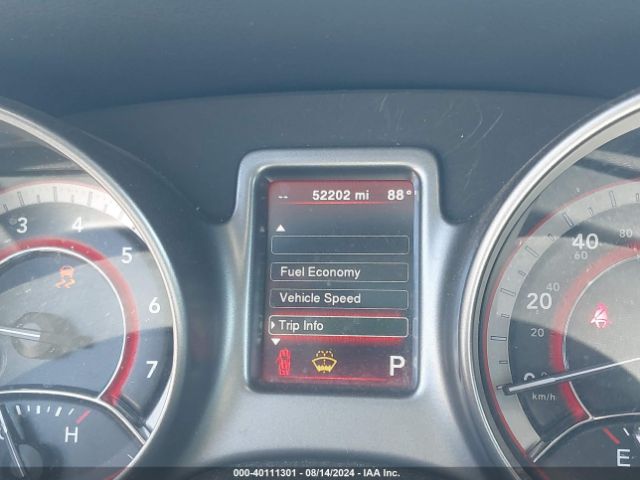 -- 52202 mi 88°
Fuel Economy
Vehicle Speed
Trip Info
P
3 4 5 6 7
H
40
60
80
20
20
0
km/h
E
000-40111301 - 08/14/2024 - IAA Inc.